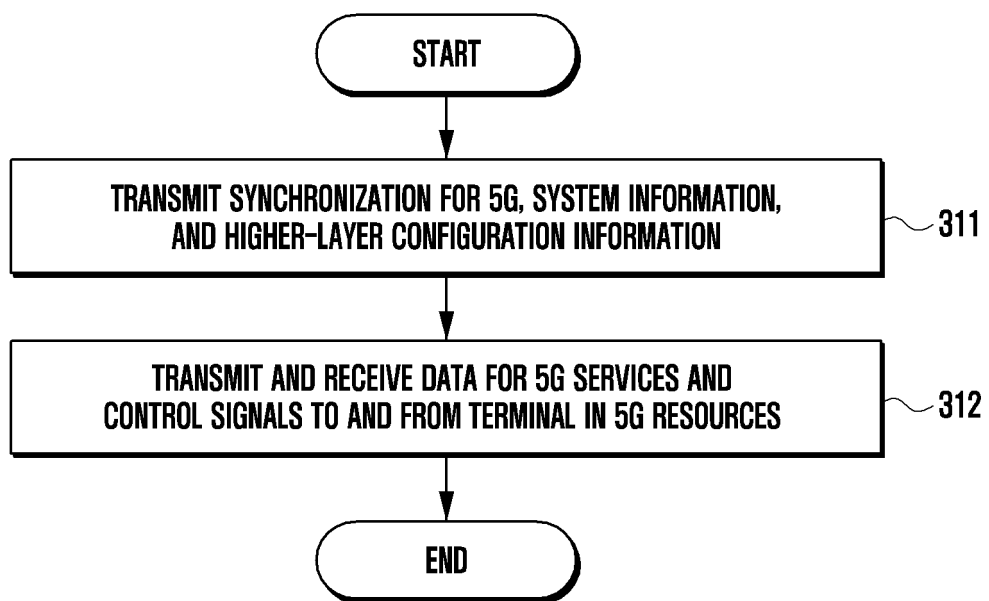 START
TRANSMIT SYNCHRONIZATION FOR 5G, SYSTEM INFORMATION,
AND HIGHER-LAYER CONFIGURATION INFORMATION
311
TRANSMIT AND RECEIVE DATA FOR 5G SERVICES AND
CONTROL SIGNALS TO AND FROM TERMINAL IN 5G RESOURCES
312
END